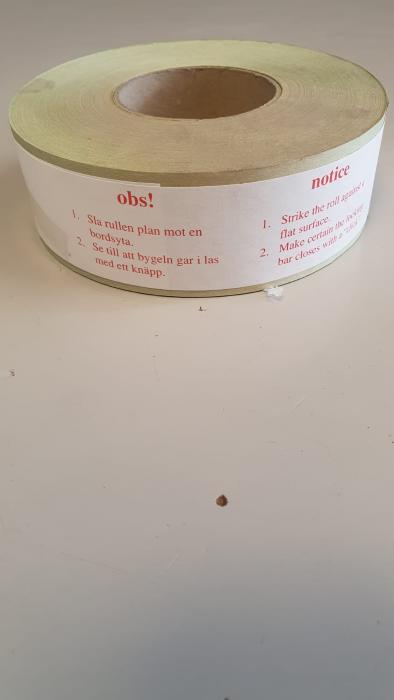 obs!
1. Slå rullen plan mot en
bordsyta.
2. Se till att bygeln gar i las
med ett knäpp.
notice
1. Strike the roll against
flat surface.
2. Make certain the locking
bar closes with a "click"